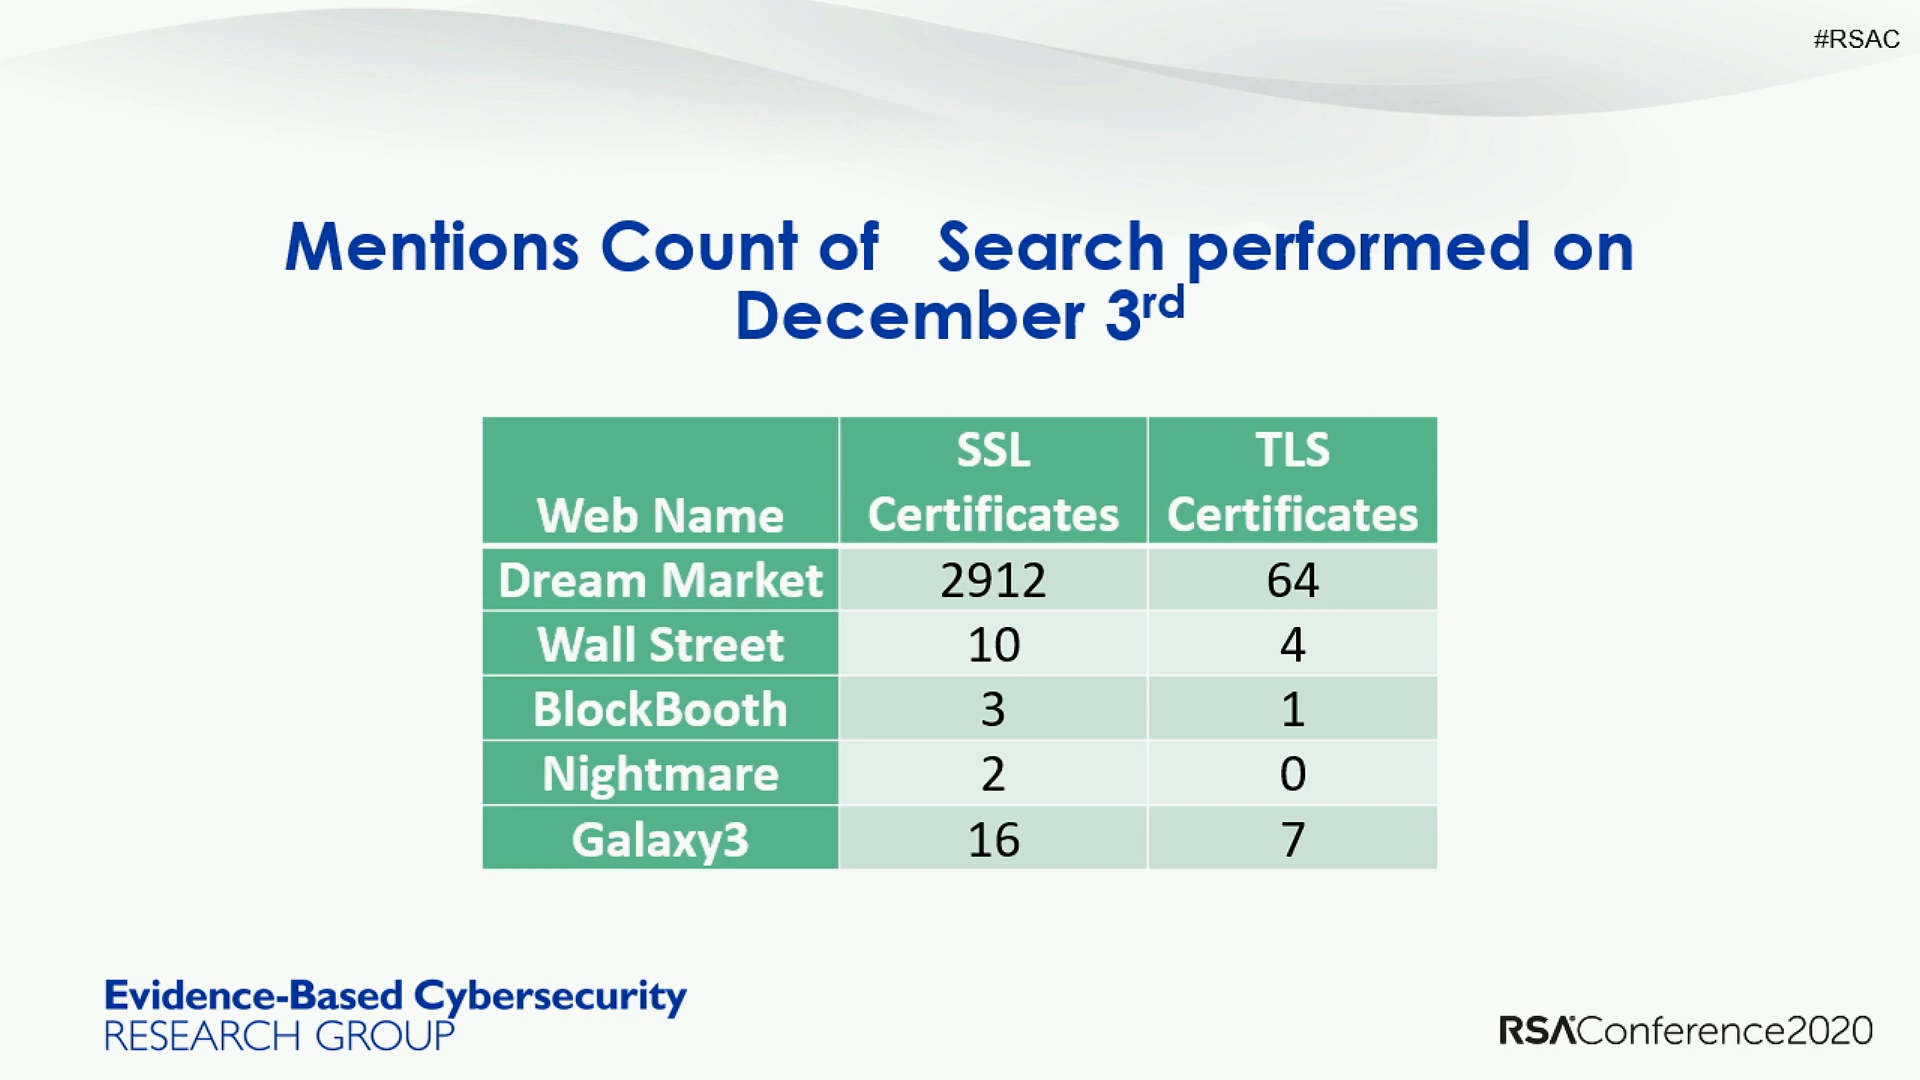 #RSAC
Mentions Count of Search performed on
December 3rd
Web Name SSL Certificates TLS Certificates
Dream Market 2912 64
Wall Street 10 4
BlockBooth 3 1
Nightmare 2 0
Galaxy3 16 7
Evidence-Based Cybersecurity
RESEARCH GROUP
RSAConference2020